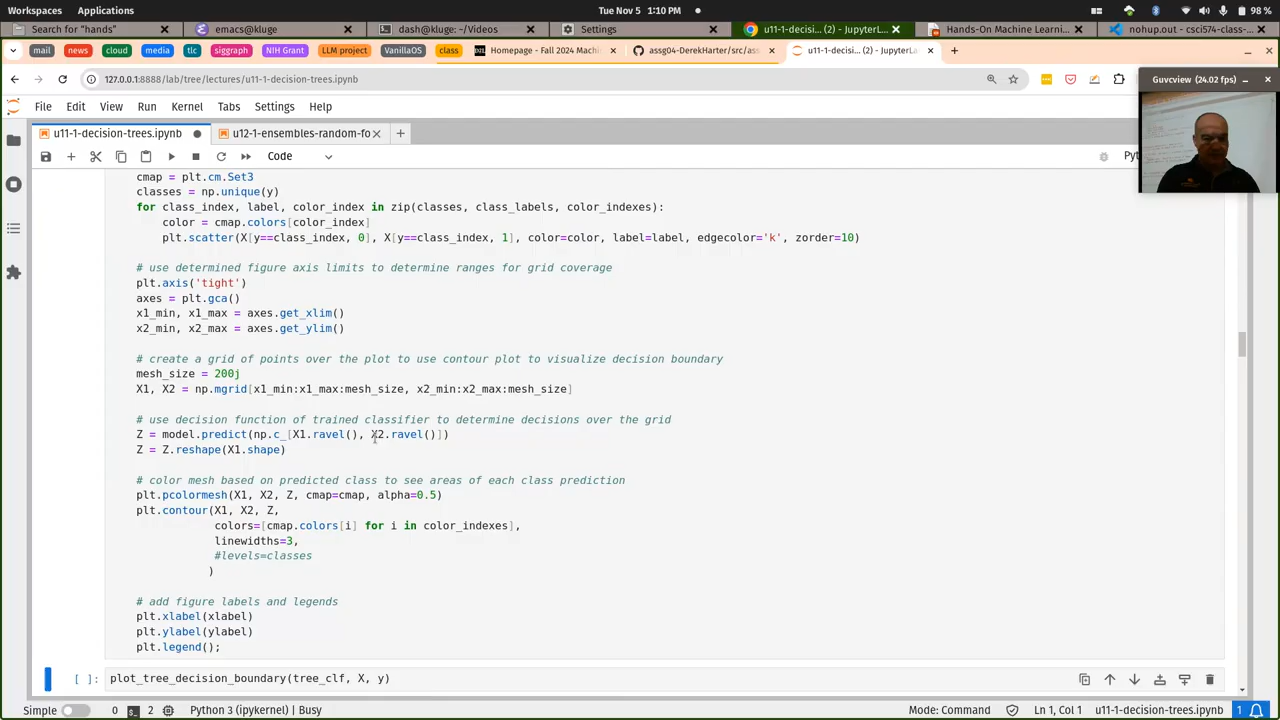 Workspaces Applications Tue Nov 5 1:10 PM 98 %
Search for "hands" emacs@kluge dash@kluge: ~/Videos Settings u11-1-decisi... (2) - JupyterL... Hands-On Machine Learnin... nohup.out - csci574-class-...
mail news cloud media tlc siggraph NIH Grant LLM project VanillaOS class Homepage - Fall 2024 Machin assg04-DerekHarter/src/ass u11-1-decisi... (2) - JupyterLa
127.0.0.1:8888/lab/tree/lectures/u11-1-decision-trees.ipynb
Guvcview (24.02 fps)
File Edit View Run Kernel Tabs Settings Help
u11-1-decision-trees.ipynb u12-1-ensembles-random-fo
Code
cmap = plt.cm.Set3
classes = np.unique(y)
for class_index, label, color_index in zip(classes, class_labels, color_indexes):
color = cmap.colors[color_index]
plt.scatter(X[y==class_index, 0], X[y==class_index, 1], color=color, label=label, edgecolor='k', zorder=10)
# use determined figure axis limits to determine ranges for grid coverage
plt.axis('tight')
axes = plt.gca()
x1_min, x1_max = axes.get_xlim()
x2_min, x2_max = axes.get_ylim()
# create a grid of points over the plot to use contour plot to visualize decision boundary
mesh_size = 200j
X1, X2 = np.mgrid[x1_min:x1_max:mesh_size, x2_min:x2_max:mesh_size]
# use decision function of trained classifier to determine decisions over the grid
Z = model.predict(np.c_[X1.ravel(), X2.ravel()])
Z = Z.reshape(X1.shape)
# color mesh based on predicted class to see areas of each class prediction
plt.pcolormesh(X1, X2, Z, cmap=cmap, alpha=0.5)
plt.contour(X1, X2, Z,
colors=[cmap.colors[i] for i in color_indexes],
linewidths=3,
#levels=classes
)
# add figure labels and legends
plt.xlabel(xlabel)
plt.ylabel(ylabel)
plt.legend();
[ ]: plot_tree_decision_boundary(tree_clf, X, y)
Simple 0 2 Python 3 (ipykernel) | Busy Mode: Command Ln 1, Col 1 u11-1-decision-trees.ipynb 1